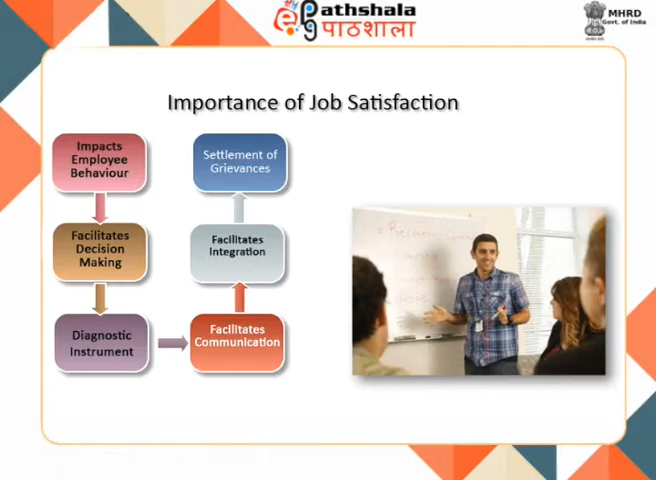 Pathshala
पाठशाला
MHRD
Govt. of India
Importance of Job Satisfaction
Impacts
Employee
Behaviour
Facilitates
Decision
Making
Diagnostic
Instrument
Facilitates
Communication
Facilitates
Integration
Settlement of
Grievances